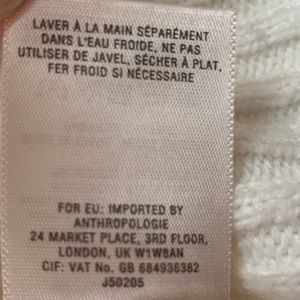 LAVER À LA MAIN SÉPARÉMENT
DANS L'EAU FROIDE, NE PAS
UTILISER DE JAVEL, SÉCHER À PLAT,
FER FROID SI NÉCESSAIRE
FOR EU: IMPORTED BY
ANTHROPOLOGIE
24 MARKET PLACE, 3RD FLOOR,
LONDON, UK W1W8AN
CIF: VAT No. GB 684936382
J50205